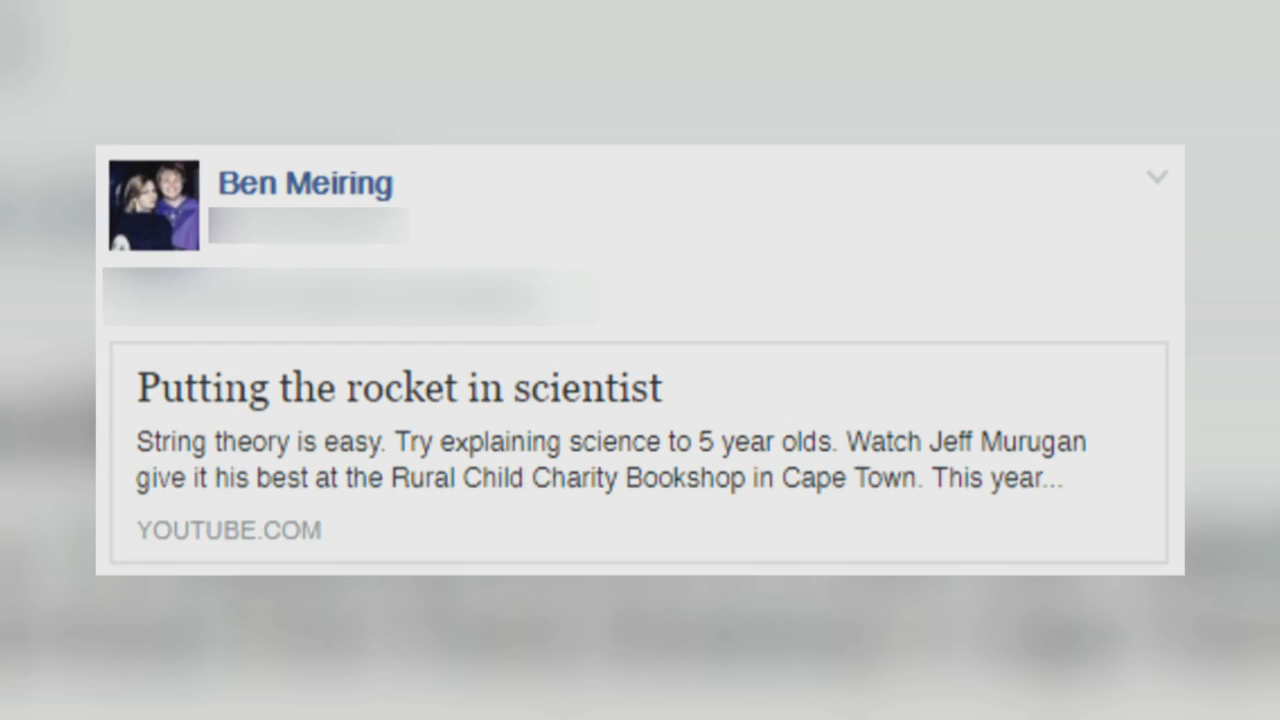 Ben Meiring
Putting the rocket in scientist
String theory is easy. Try explaining science to 5 year olds. Watch Jeff Murugan
give it his best at the Rural Child Charity Bookshop in Cape Town. This year...
YOUTUBE.COM